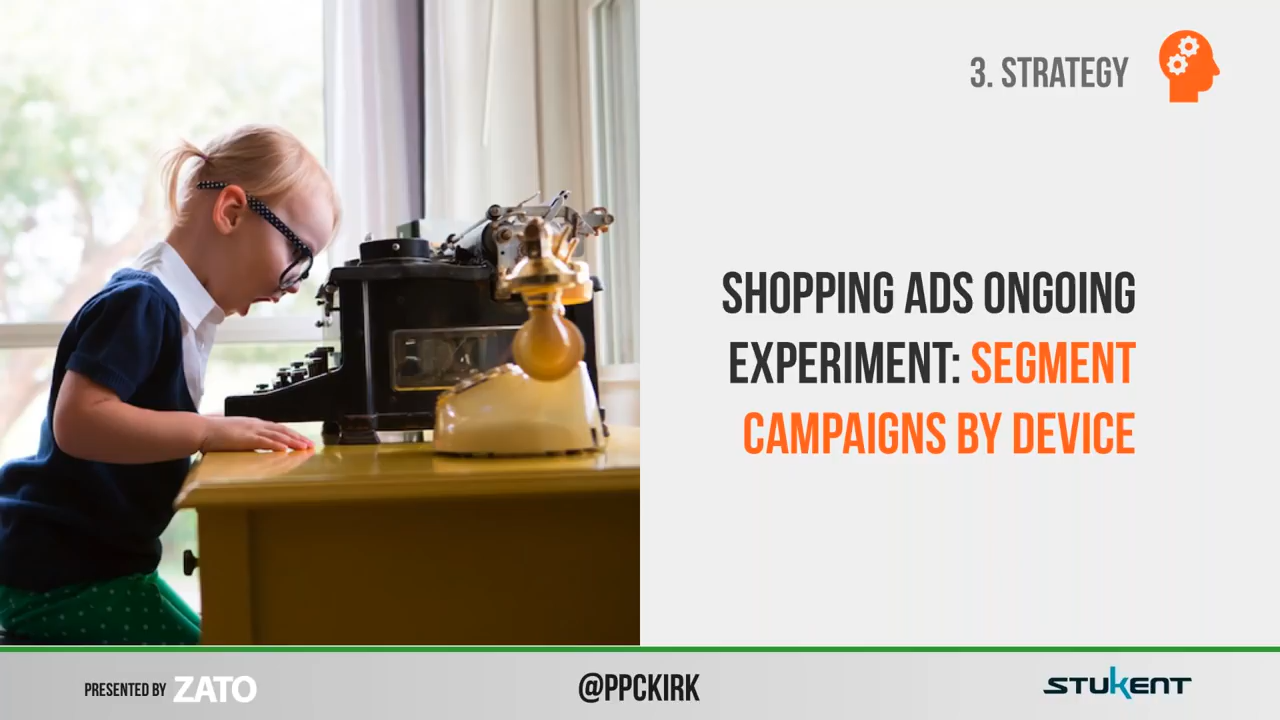 3. STRATEGY
SHOPPING ADS ONGOING
EXPERIMENT: SEGMENT
CAMPAIGNS BY DEVICE
PRESENTED BY ZATO
@PPCKIRK
STUKENT